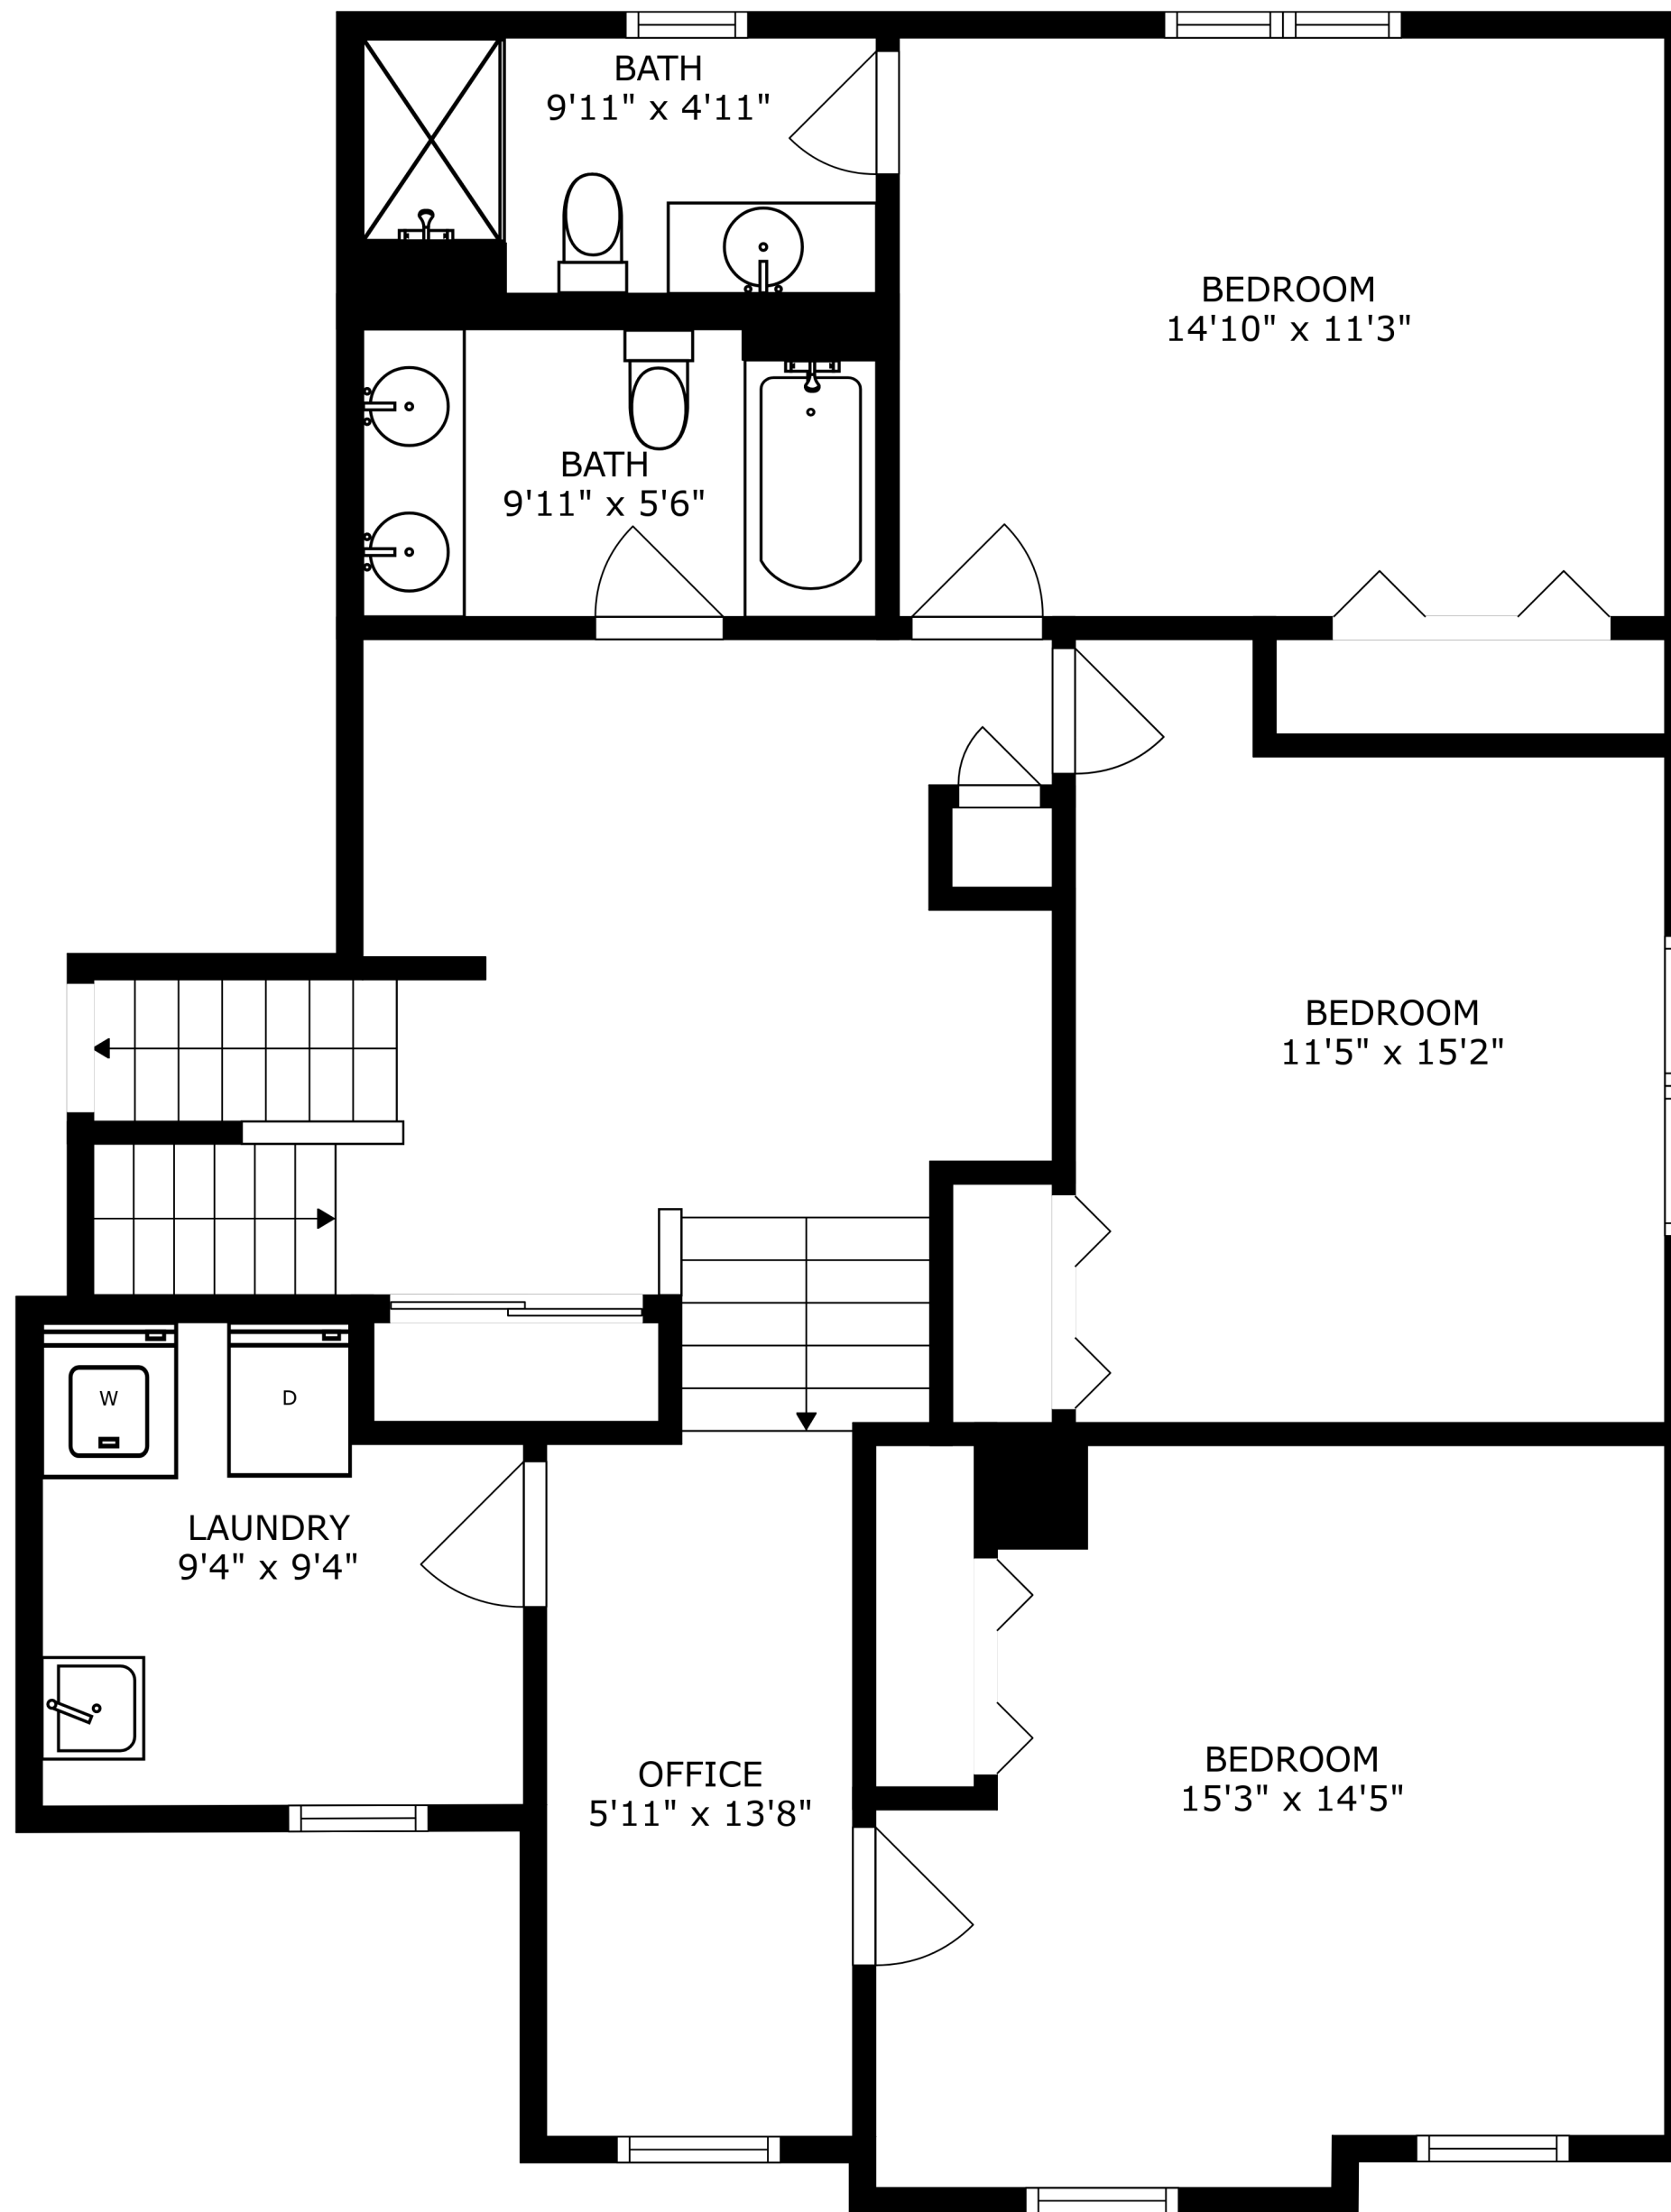 BATH
9'11" x 4'11"
BEDROOM
14'10" x 11'3"
BATH
9'11" x 5'6"
BEDROOM
11'5" x 15'2"
W
D
LAUNDRY
9'4" x 9'4"
OFFICE
5'11" x 13'8"
BEDROOM
15'3" x 14'5"